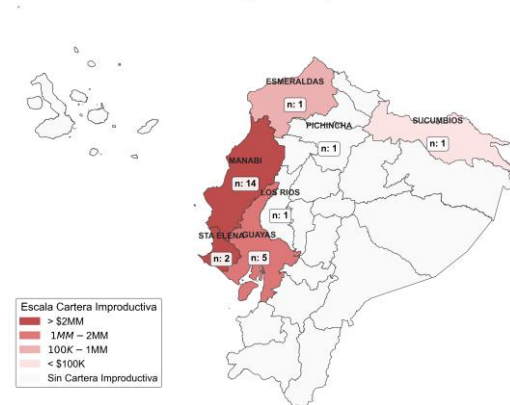 ESMERALDAS
n: 1
PICHINCHA
n: 1
SUCUMBIOS
n: 1
MANABI
n: 14
LOS RIOS
n: 1
STA ELENA
n: 2
GUAYAS
n: 5
Escala Cartera Improductiva
> $2MM
1MM − 2MM
100K − 1MM
< $100K
Sin Cartera Improductiva